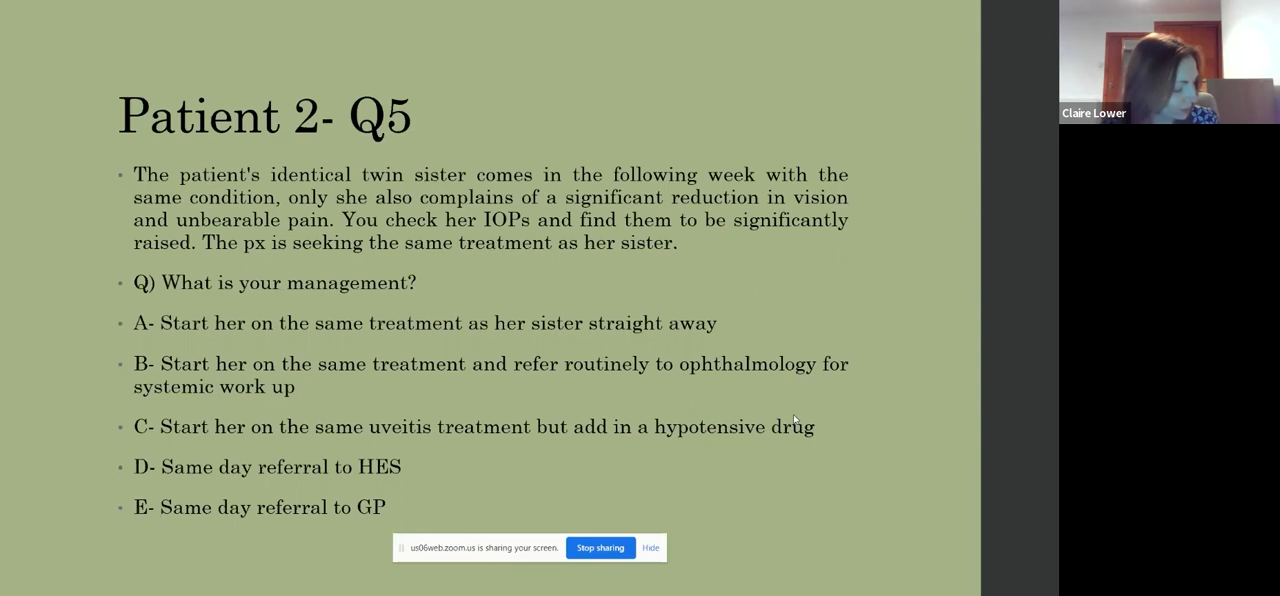 Patient 2- Q5
The patient's identical twin sister comes in the following week with the
same condition, only she also complains of a significant reduction in vision
and unbearable pain. You check her IOPs and find them to be significantly
raised. The px is seeking the same treatment as her sister.
Q) What is your management?
A- Start her on the same treatment as her sister straight away
B- Start her on the same treatment and refer routinely to ophthalmology for
systemic work up
C- Start her on the same uveitis treatment but add in a hypotensive drug
D- Same day referral to HES
E- Same day referral to GP
us06web.zoom.us is sharing your screen.
Stop sharing
Hide
Claire Lower